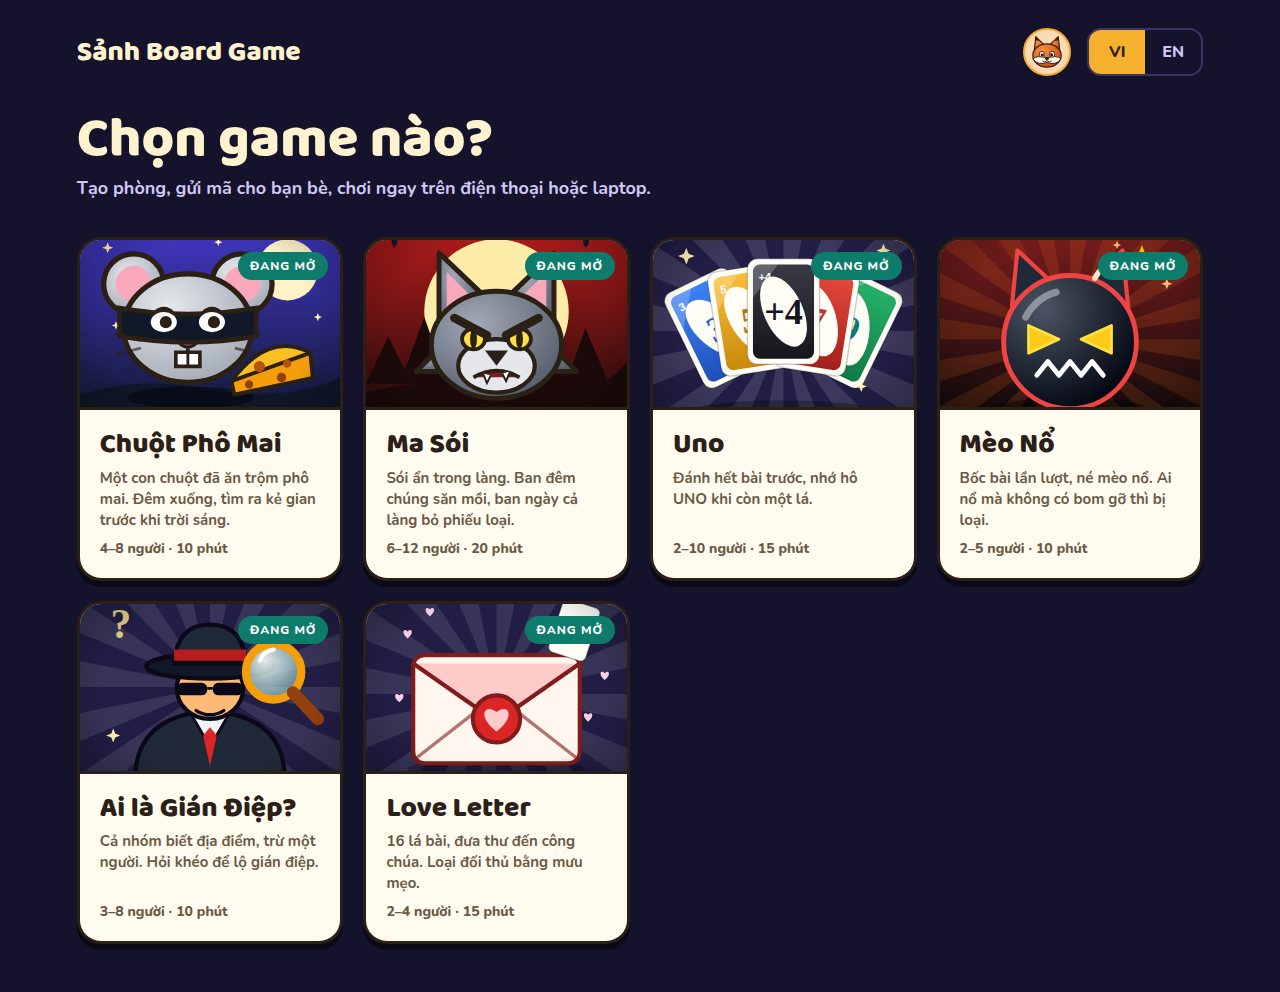 Sảnh Board Game
VI
EN
Chọn game nào?
Tạo phòng, gửi mã cho bạn bè, chơi ngay trên điện thoại hoặc laptop.
ĐANG MỞ
ĐANG MỞ
3
5
+4
+4
ĐANG MỞ
ĐANG MỞ
Chuột Phô Mai
Một con chuột đã ăn trộm phô
mai. Đêm xuống, tìm ra kẻ gian
trước khi trời sáng.
4–8 người · 10 phút
Ma Sói
Sói ẩn trong làng. Ban đêm
chúng săn mồi, ban ngày cả
làng bỏ phiếu loại.
6–12 người · 20 phút
Uno
Đánh hết bài trước, nhớ hô
UNO khi còn một lá.
2–10 người · 15 phút
Mèo Nổ
Bốc bài lần lượt, né mèo nổ. Ai
nổ mà không có bom gỡ thì bị
loại.
2–5 người · 10 phút
?
ĐANG MỞ
ĐANG MỞ
Ai là Gián Điệp?
Cả nhóm biết địa điểm, trừ một
người. Hỏi khéo để lộ gián điệp.
3–8 người · 10 phút
Love Letter
16 lá bài, đưa thư đến công
chúa. Loại đối thủ bằng mưu
mẹo.
2–4 người · 15 phút